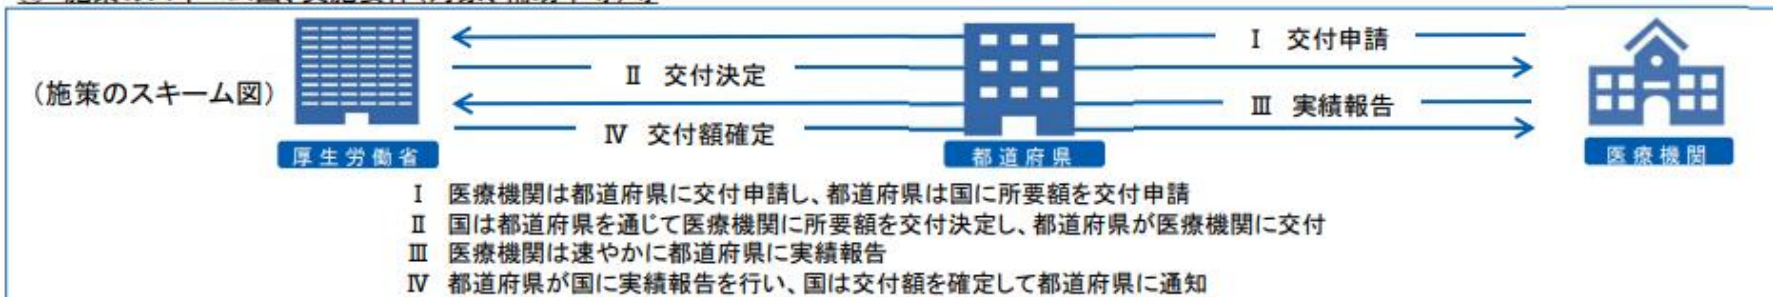 (施策のスキーム図)
Ⅰ 交付申請
Ⅱ 交付決定
Ⅲ 実績報告
Ⅳ 交付額確定
厚生労働省
都道府県
医療機関
Ⅰ 医療機関は都道府県に交付申請し、都道府県は国に所要額を交付申請
Ⅱ 国は都道府県を通じて医療機関に所要額を交付決定し、都道府県が医療機関に交付
Ⅲ 医療機関は速やかに都道府県に実績報告
Ⅳ 都道府県が国に実績報告を行い、国は交付額を確定して都道府県に通知